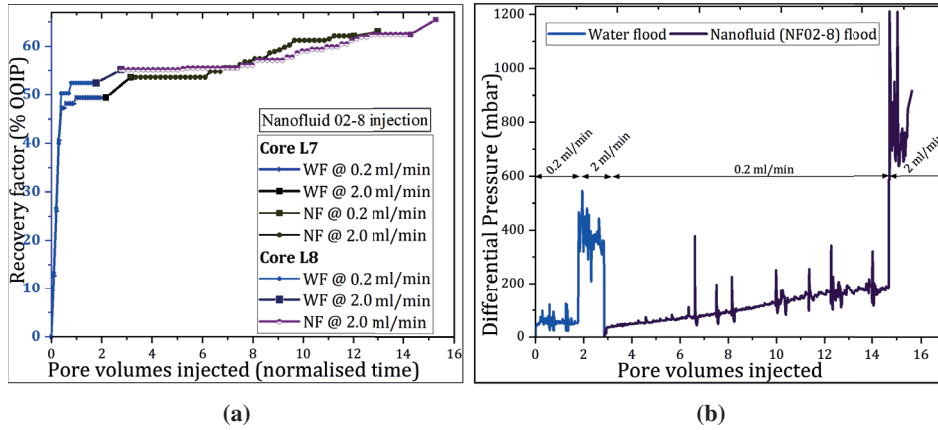 (a)
Recovery factor (% OOIP)
60
50
40
30
20
10
0
0 2 4 6 8 10 12 14 16
Pore volumes injected (normalised time)
Nanofluid 02-8 injection
Core L7
WF @ 0.2 ml/min
WF @ 2.0 ml/min
NF @ 0.2 ml/min
NF @ 2.0 ml/min
Core L8
WF @ 0.2 ml/min
WF @ 2.0 ml/min
NF @ 2.0 ml/min
(b)
Differential Pressure (mbar)
1200
1000
800
600
400
200
0
0 2 4 6 8 10 12 14 16
Pore volumes injected
Water flood
Nanofluid (NF02-8) flood
0.2 ml/min
2 ml/min
0.2 ml/min
2 ml/min
(a)
(b)